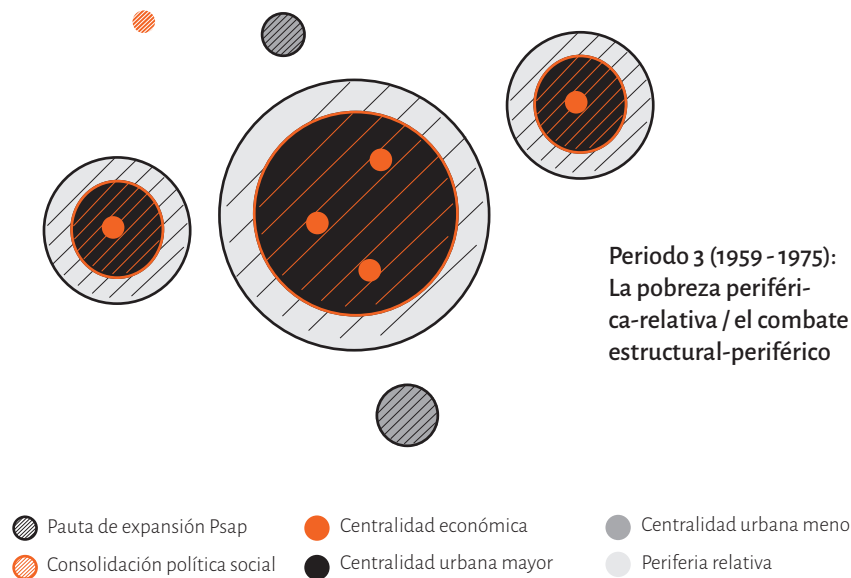 Periodo 3 (1959 - 1975):
La pobreza periféri-
ca-relativa / el combate
estructural-periférico
Pauta de expansión Psap
Centralidad económica
Centralidad urbana meno
Consolidación política social
Centralidad urbana mayor
Periferia relativa